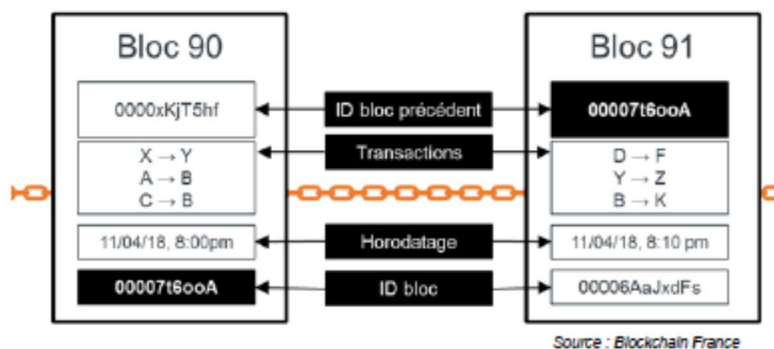 Bloc 90
Bloc 91
0000xKjT5hf
ID bloc précédent
00007t6ooA
X → Y
A → B
C → B
Transactions
D → F
Y → Z
B → K
11/04/18, 8:00pm
Horodatage
11/04/18, 8:10 pm
00007t6ooA
ID bloc
00006AaJxdFs
Source : Blockchain France